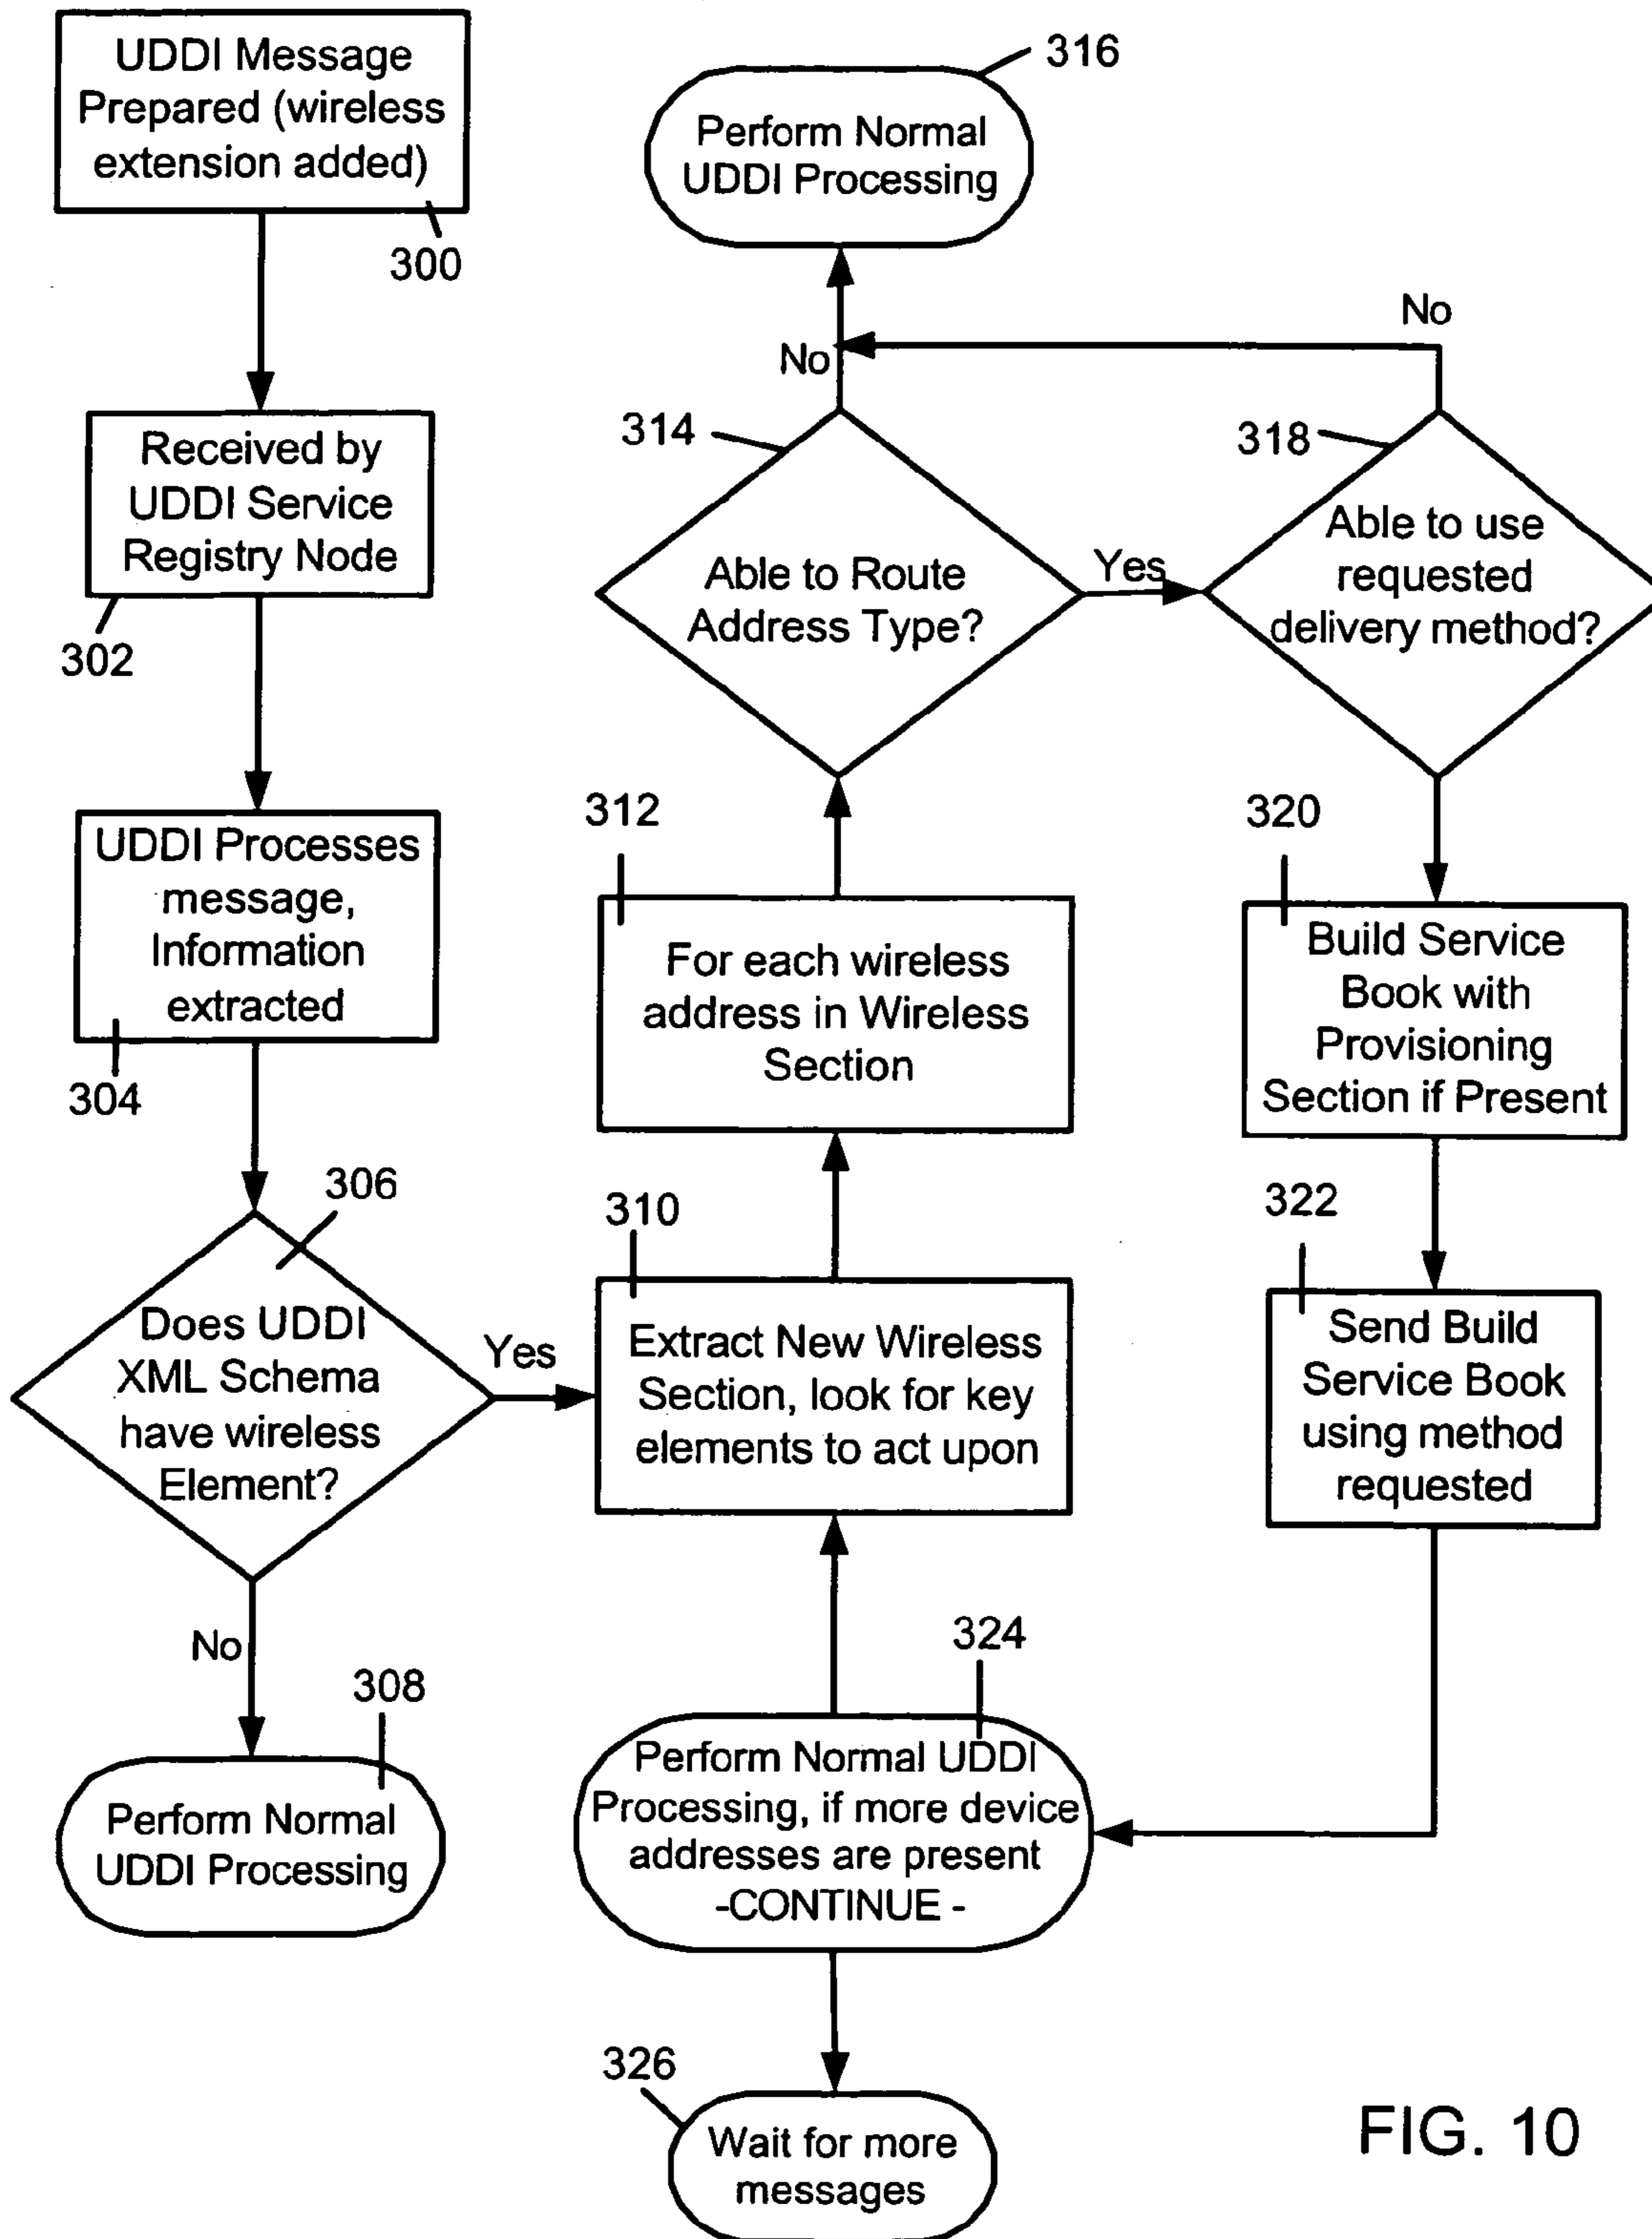 UDDI Message
Prepared (wireless
extension added)
300
Received by
UDDI Service
Registry Node
302
UDDI Processes
message,
Information
extracted
304
306
Does UDDI
XML Schema
have wireless
Element?
Yes
No
308
Perform Normal
UDDI Processing
310
Extract New Wireless
Section, look for key
elements to act upon
312
For each wireless
address in Wireless
Section
314
Able to Route
Address Type?
No
Yes
316
Perform Normal
UDDI Processing
318
Able to use
requested
delivery method?
No
320
Build Service
Book with
Provisioning
Section if Present
322
Send Build
Service Book
using method
requested
324
Perform Normal UDDI
Processing, if more device
addresses are present
-CONTINUE -
326
Wait for more
messages
FIG. 10